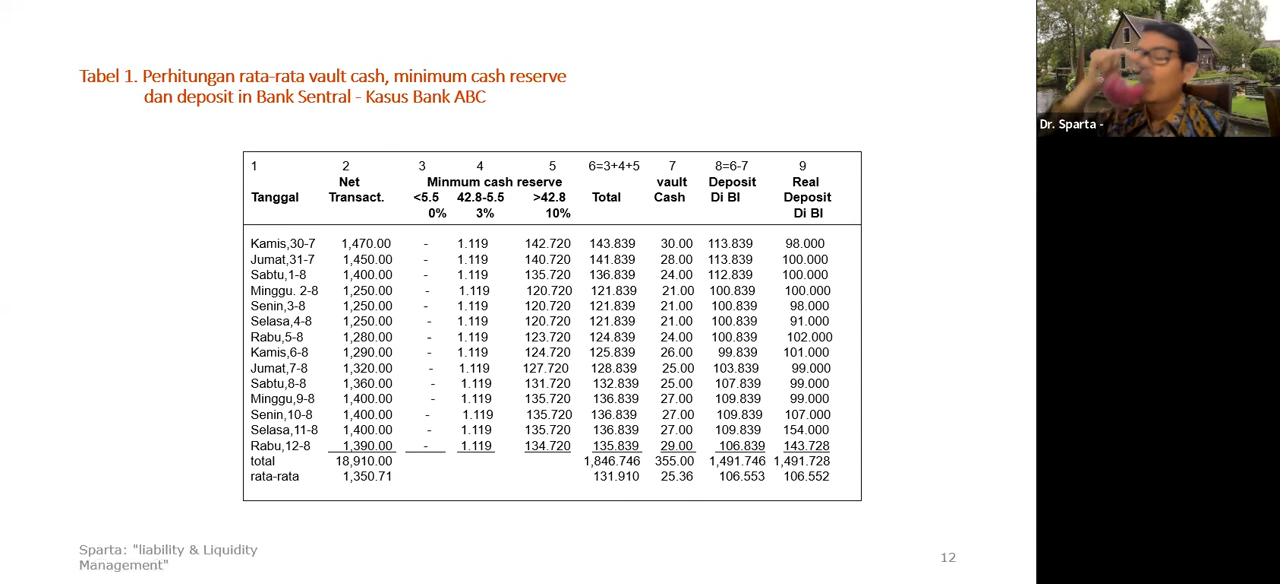 Tabel 1. Perhitungan rata-rata vault cash, minimum cash reserve
dan deposit in Bank Sentral - Kasus Bank ABC
Dr. Sparta -
1 2 3 4 5 6=3+4+5 7 8=6-7 9
Net Minmum cash reserve vault Deposit Real
Tanggal Transact. <5.5 42.8-5.5 >42.8 Total Cash Di BI Deposit
0% 3% 10% Di BI
Kamis,30-7 1,470.00 - 1.119 142.720 143.839 30.00 113.839 98.000
Jumat,31-7 1,450.00 - 1.119 140.720 141.839 28.00 113.839 100.000
Sabtu,1-8 1,400.00 - 1.119 135.720 136.839 24.00 112.839 100.000
Minggu. 2-8 1,250.00 - 1.119 120.720 121.839 21.00 100.839 100.000
Senin,3-8 1,250.00 - 1.119 120.720 121.839 21.00 100.839 98.000
Selasa,4-8 1,250.00 - 1.119 120.720 121.839 21.00 100.839 91.000
Rabu,5-8 1,280.00 - 1.119 123.720 124.839 24.00 100.839 102.000
Kamis,6-8 1,290.00 - 1.119 124.720 125.839 26.00 99.839 101.000
Jumat,7-8 1,320.00 - 1.119 127.720 128.839 25.00 103.839 99.000
Sabtu,8-8 1,360.00 - 1.119 131.720 132.839 25.00 107.839 99.000
Minggu,9-8 1,400.00 - 1.119 135.720 136.839 27.00 109.839 99.000
Senin,10-8 1,400.00 - 1.119 135.720 136.839 27.00 109.839 107.000
Selasa,11-8 1,400.00 - 1.119 135.720 136.839 27.00 109.839 154.000
Rabu,12-8 1,390.00 - 1.119 134.720 135.839 29.00 106.839 143.728
total 18,910.00 1,846.746 355.00 1,491.746 1,491.728
rata-rata 1,350.71 131.910 25.36 106.553 106.552
Sparta: "liability & Liquidity
Management"
12